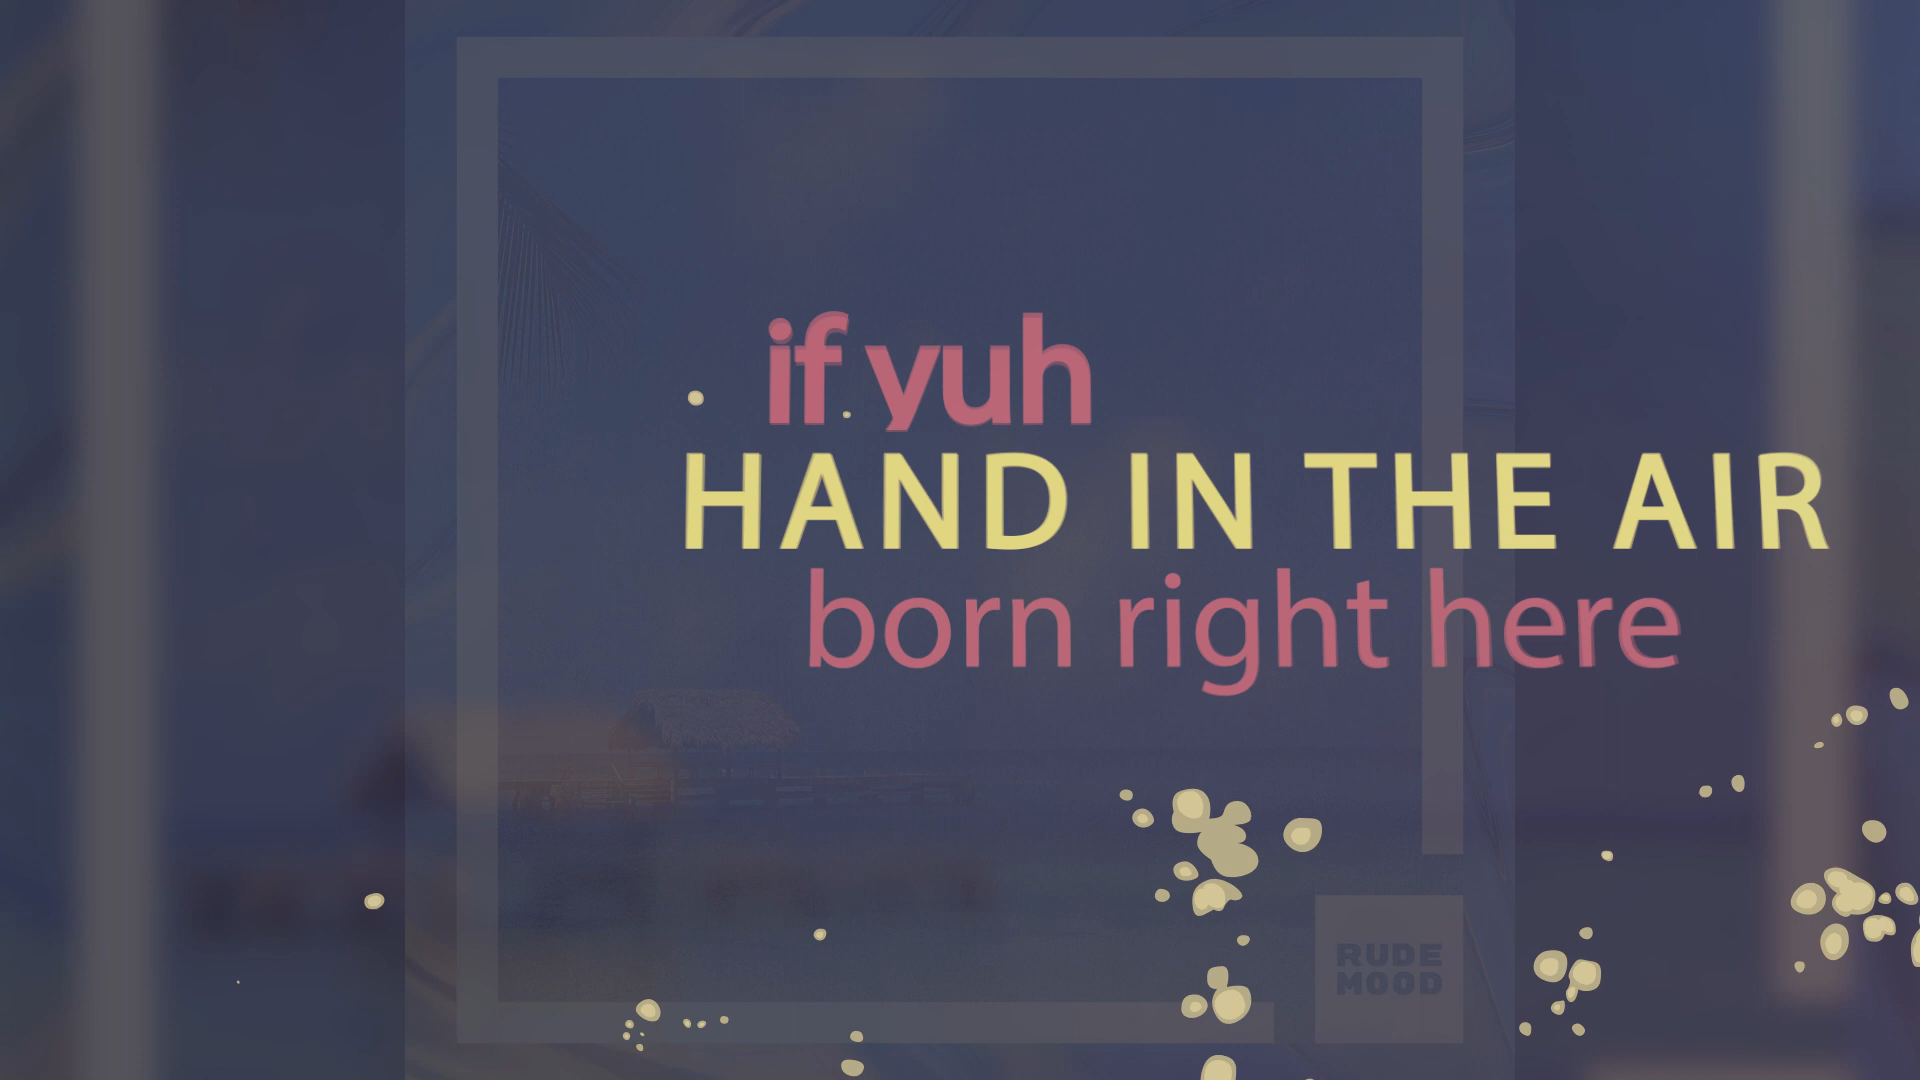 if yuh
HAND IN THE AIR
born right here
RUDE
MOOD